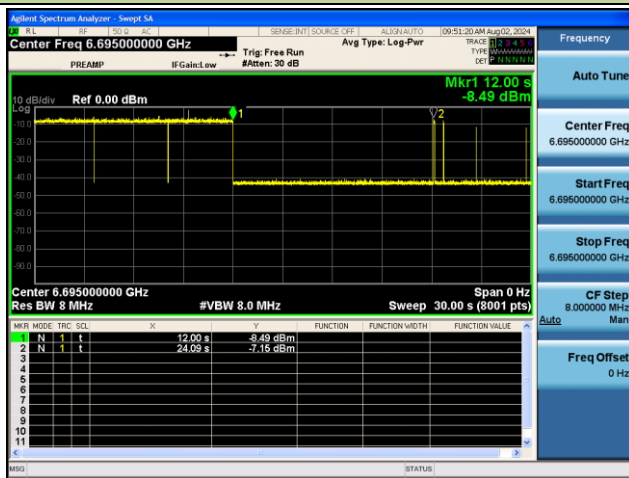 Agilent Spectrum Analyzer - Swept SA
RL RF 50 Ω AC SENSE:INT SOURCE OFF ALIGN AUTO 09:51:20 AM Aug 02, 2024
Center Freq 6.695000000 GHz
Avg Type: Log-Pwr
TRACE 1 2 3 4 5 6
TYPE
DET P N N N N N
PREAMP IFGain:Low
Trig: Free Run
#Atten: 30 dB
Mkr1 12.00 s
-8.49 dBm
10 dB/div Ref 0.00 dBm
Log
1
2
-10.0
-20.0
-30.0
-40.0
-50.0
-60.0
-70.0
-80.0
-90.0
Center 6.695000000 GHz Span 0 Hz
Res BW 8 MHz #VBW 8.0 MHz Sweep 30.00 s (8001 pts)
MKR MODE TRC SCL X Y FUNCTION FUNCTION WIDTH FUNCTION VALUE
1 N 1 t 12.00 s -8.49 dBm
2 N 1 t 24.09 s -7.15 dBm
3
4
5
6
7
8
9
10
11
MSG STATUS
Frequency
Auto Tune
Center Freq
6.695000000 GHz
Start Freq
6.695000000 GHz
Stop Freq
6.695000000 GHz
CF Step
8.000000 MHz
Auto Man
Freq Offset
0 Hz